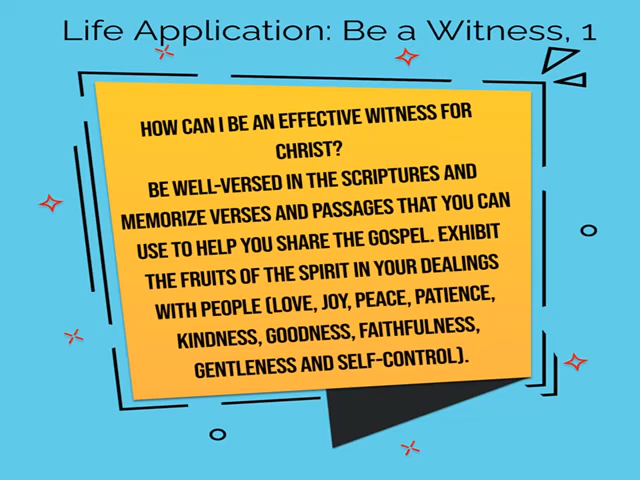 Life Application: Be a Witness, 1
HOW CAN I BE AN EFFECTIVE WITNESS FOR
CHRIST?
BE WELL-VERSED IN THE SCRIPTURES AND
MEMORIZE VERSES AND PASSAGES THAT YOU CAN
USE TO HELP YOU SHARE THE GOSPEL. EXHIBIT
THE FRUITS OF THE SPIRIT IN YOUR DEALINGS
WITH PEOPLE (LOVE, JOY, PEACE, PATIENCE,
KINDNESS, GOODNESS, FAITHFULNESS,
GENTLENESS AND SELF-CONTROL).